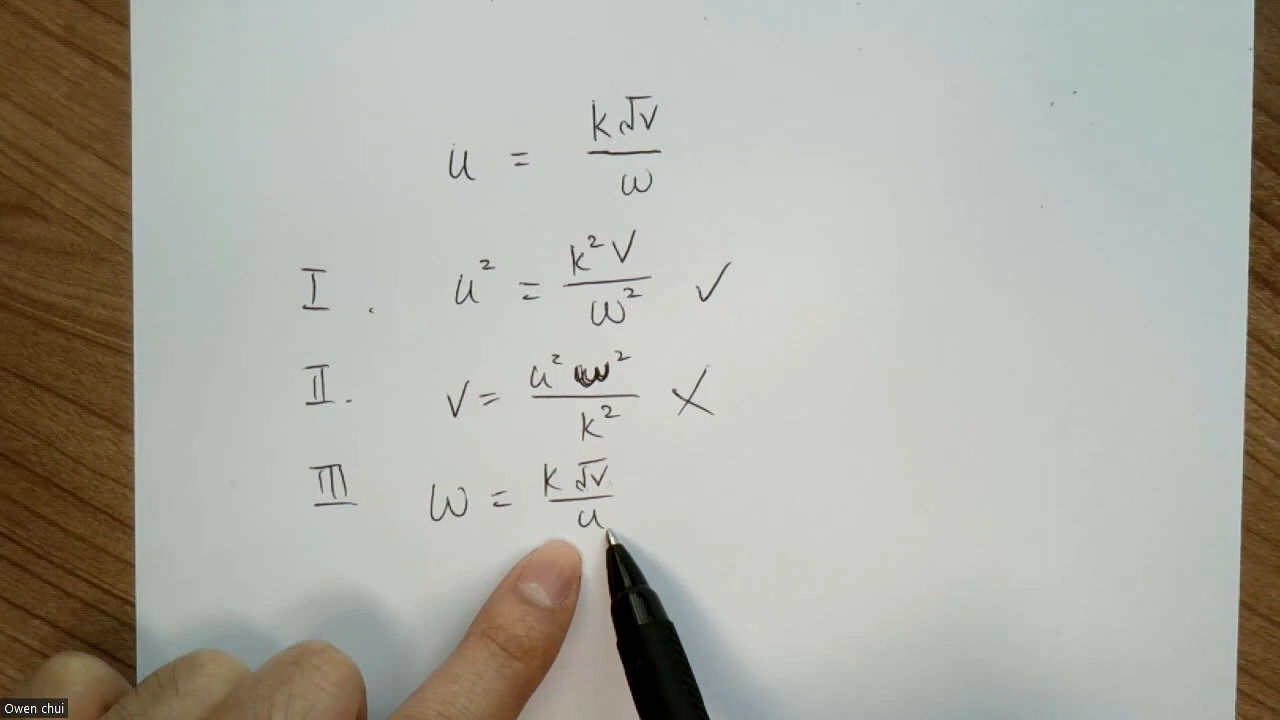 u = k√v / ω
I. u² = k²v / ω² ✓
II. v = u²ω² / k² ✗
III ω = k√v / u
Owen chui